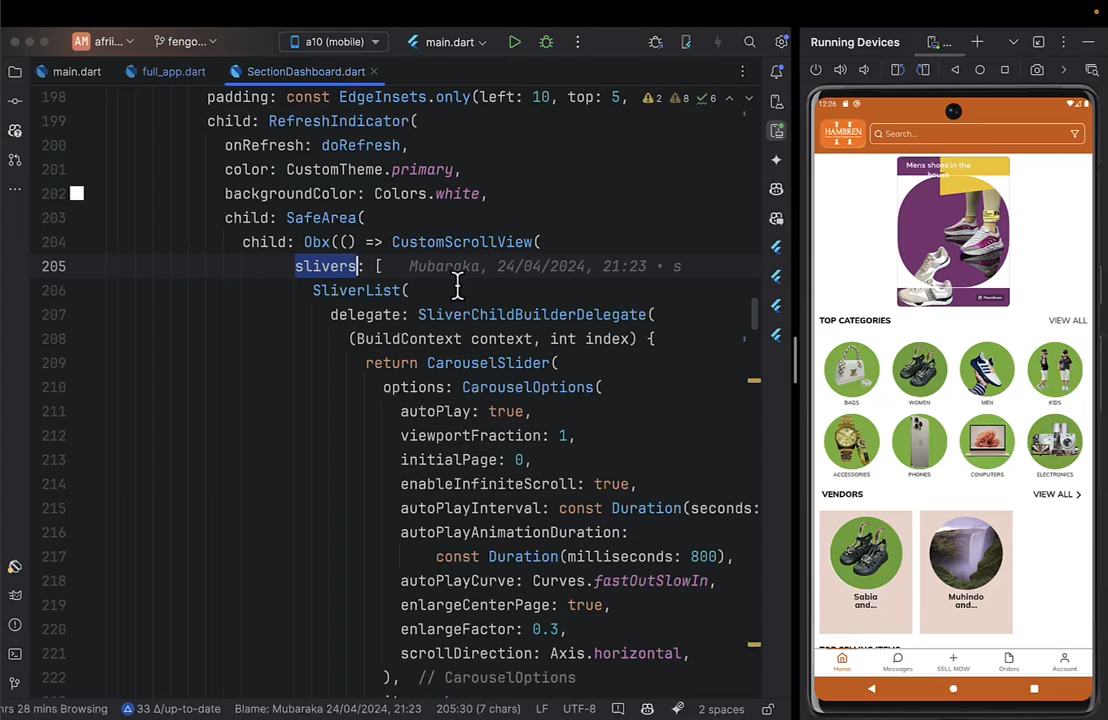 AM afrii...
fengo...
a10 (mobile)
main.dart
Running Devices
main.dart
full_app.dart
SectionDashboard.dart
198 padding: const EdgeInsets.only(left: 10, top: 5,
2 8 6
199 child: RefreshIndicator(
200 onRefresh: doRefresh,
201 color: CustomTheme.primary,
202 backgroundColor: Colors.white,
203 child: SafeArea(
204 child: Obx(() => CustomScrollView(
205 slivers: [ Mubaraka, 24/04/2024, 21:23 • s
206 SliverList(
207 delegate: SliverChildBuilderDelegate(
208 (BuildContext context, int index) {
209 return CarouselSlider(
210 options: CarouselOptions(
211 autoPlay: true,
212 viewportFraction: 1,
213 initialPage: 0,
214 enableInfiniteScroll: true,
215 autoPlayInterval: const Duration(seconds:
216 autoPlayAnimationDuration:
217 const Duration(milliseconds: 800),
218 autoPlayCurve: Curves.fastOutSlowIn,
219 enlargeCenterPage: true,
220 enlargeFactor: 0.3,
221 scrollDirection: Axis.horizontal,
222 ), // CarouselOptions
hrs 28 mins Browsing
33 Δ/up-to-date
Blame: Mubaraka 24/04/2024, 21:23
205:30 (7 chars)
LF
UTF-8
2 spaces
12:26
H
HAMBREN
Search...
Mens shoes in the
house
PhotoRoom
TOP CATEGORIES
VIEW ALL
BAGS
WOMEN
MEN
KIDS
ACCESSORIES
PHONES
COMPUTERS
ELECTRONICS
VENDORS
VIEW ALL
Sabia
and...
Muhindo
and...
Home
Messages
SELL NOW
Orders
Account